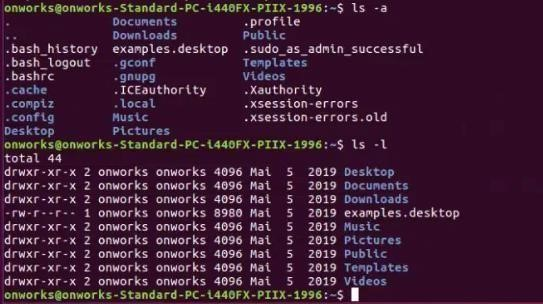 onworks@onworks-Standard-PC-i440FX-PIIX-1996:~$ ls -a
. Documents .profile
.. Downloads Public
.bash_history examples.desktop .sudo_as_admin_successful
.bash_logout .gconf Templates
.bashrc .gnupg Videos
.cache .ICEauthority .Xauthority
.compiz .local .xsession-errors
.config Music .xsession-errors.old
Desktop Pictures
onworks@onworks-Standard-PC-i440FX-PIIX-1996:~$ ls -l
total 44
drwxr-xr-x 2 onworks onworks 4096 Mai 5 2019 Desktop
drwxr-xr-x 2 onworks onworks 4096 Mai 5 2019 Documents
drwxr-xr-x 2 onworks onworks 4096 Mai 5 2019 Downloads
-rw-r--r-- 1 onworks onworks 8980 Mai 5 2019 examples.desktop
drwxr-xr-x 2 onworks onworks 4096 Mai 5 2019 Music
drwxr-xr-x 2 onworks onworks 4096 Mai 5 2019 Pictures
drwxr-xr-x 2 onworks onworks 4096 Mai 5 2019 Public
drwxr-xr-x 2 onworks onworks 4096 Mai 5 2019 Templates
drwxr-xr-x 2 onworks onworks 4096 Mai 5 2019 Videos
onworks@onworks-Standard-PC-i440FX-PIIX-1996:~$